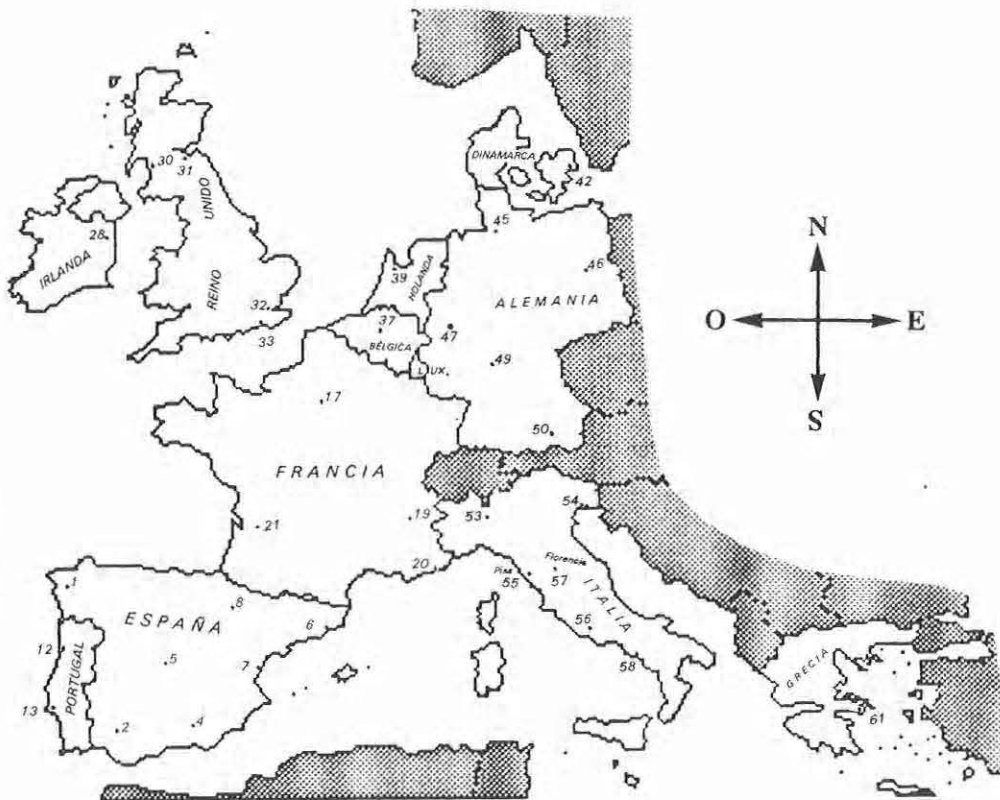 30
31
UNIDO
REINO
28
IRLANDA
32
33
DINAMARCA
42
45
39
HOLANDA
46
ALEMANIA
37
BÉLGICA
47
49
LUX.
50
N
O
E
S
17
FRANCIA
21
19
20
53
54
Pisa
55
Florencia
57
ITALIA
56
58
1
ESPAÑA
8
6
12
5
7
PORTUGAL
13
2
4
GRECIA
61